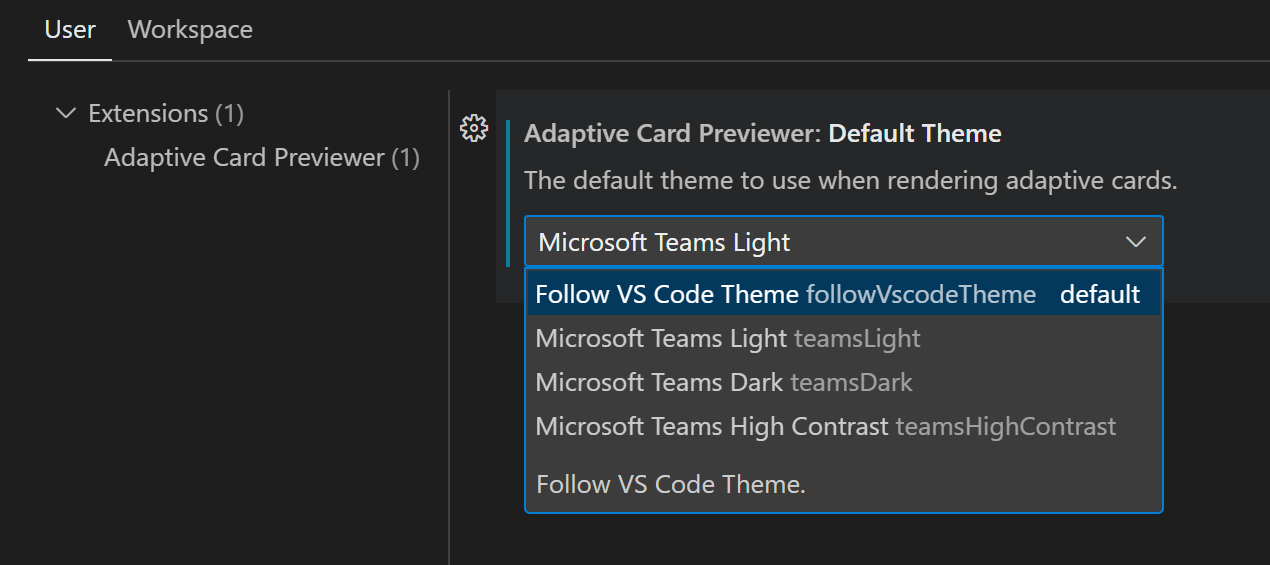 User Workspace
Extensions (1)
Adaptive Card Previewer (1)
Adaptive Card Previewer: Default Theme
The default theme to use when rendering adaptive cards.
Microsoft Teams Light
Follow VS Code Theme followVscodeTheme default
Microsoft Teams Light teamsLight
Microsoft Teams Dark teamsDark
Microsoft Teams High Contrast teamsHighContrast
Follow VS Code Theme.